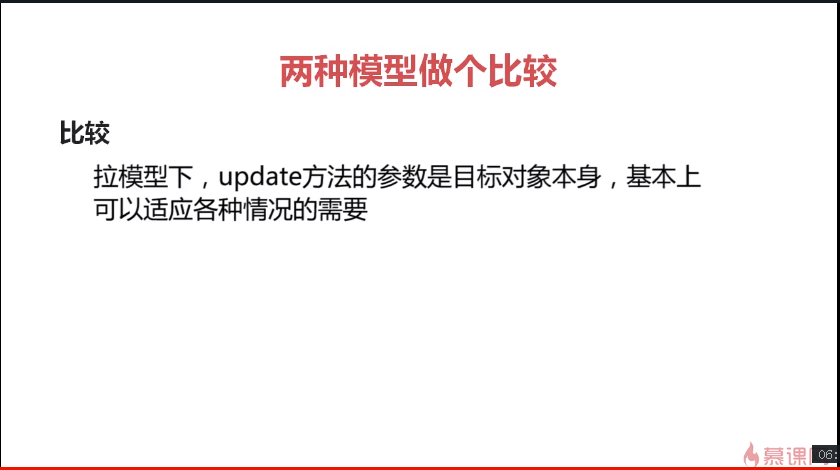 两种模型做个比较
比较
拉模型下，update方法的参数是目标对象本身，基本上
可以适应各种情况的需要
慕课
06